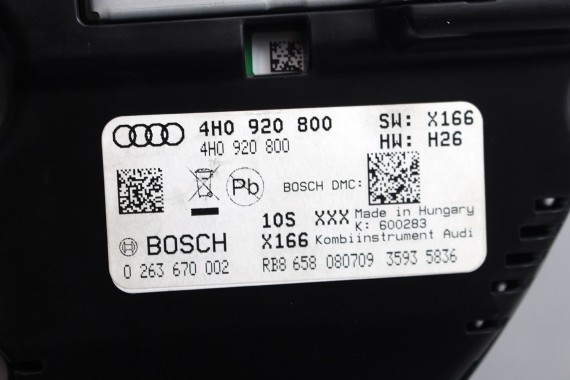 4H0 920 800 SW: X166
4H0 920 800 HW: H26
Pb BOSCH DMC:
10S XXX Made in Hungary
K: 600283
BOSCH X166 Kombiinstrument Audi
0 263 670 002 RB8 658 080709 3593 5836